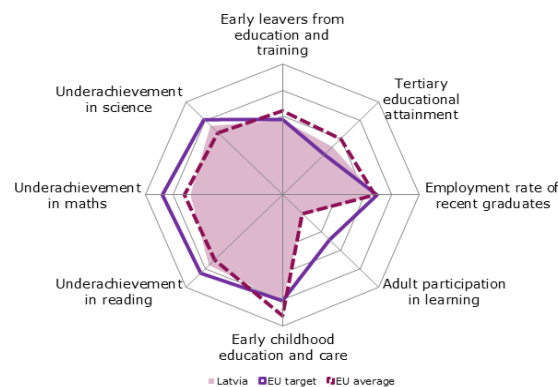 Early leavers from
education and
training
Tertiary
educational
attainment
Employment rate of
recent graduates
Adult participation
in learning
Early childhood
education and care
Underachievement
in reading
Underachievement
in maths
Underachievement
in science
Latvia EU target EU average